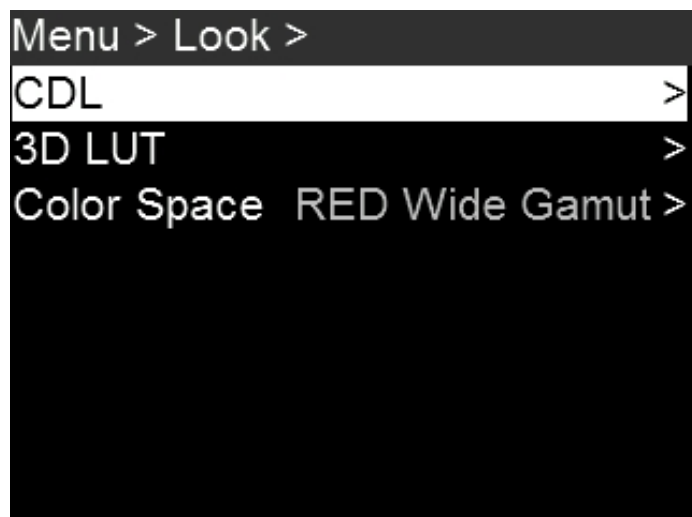 Menu > Look >
CDL >
3D LUT >
Color Space RED Wide Gamut >